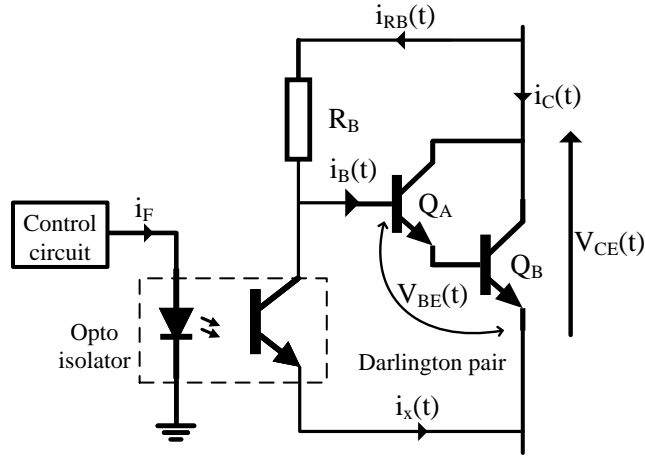 i_RB(t)
i_C(t)
R_B
i_B(t)
Q_A
i_F
Control
circuit
Q_B
V_CE(t)
V_BE(t)
Opto
isolator
Darlington pair
i_x(t)